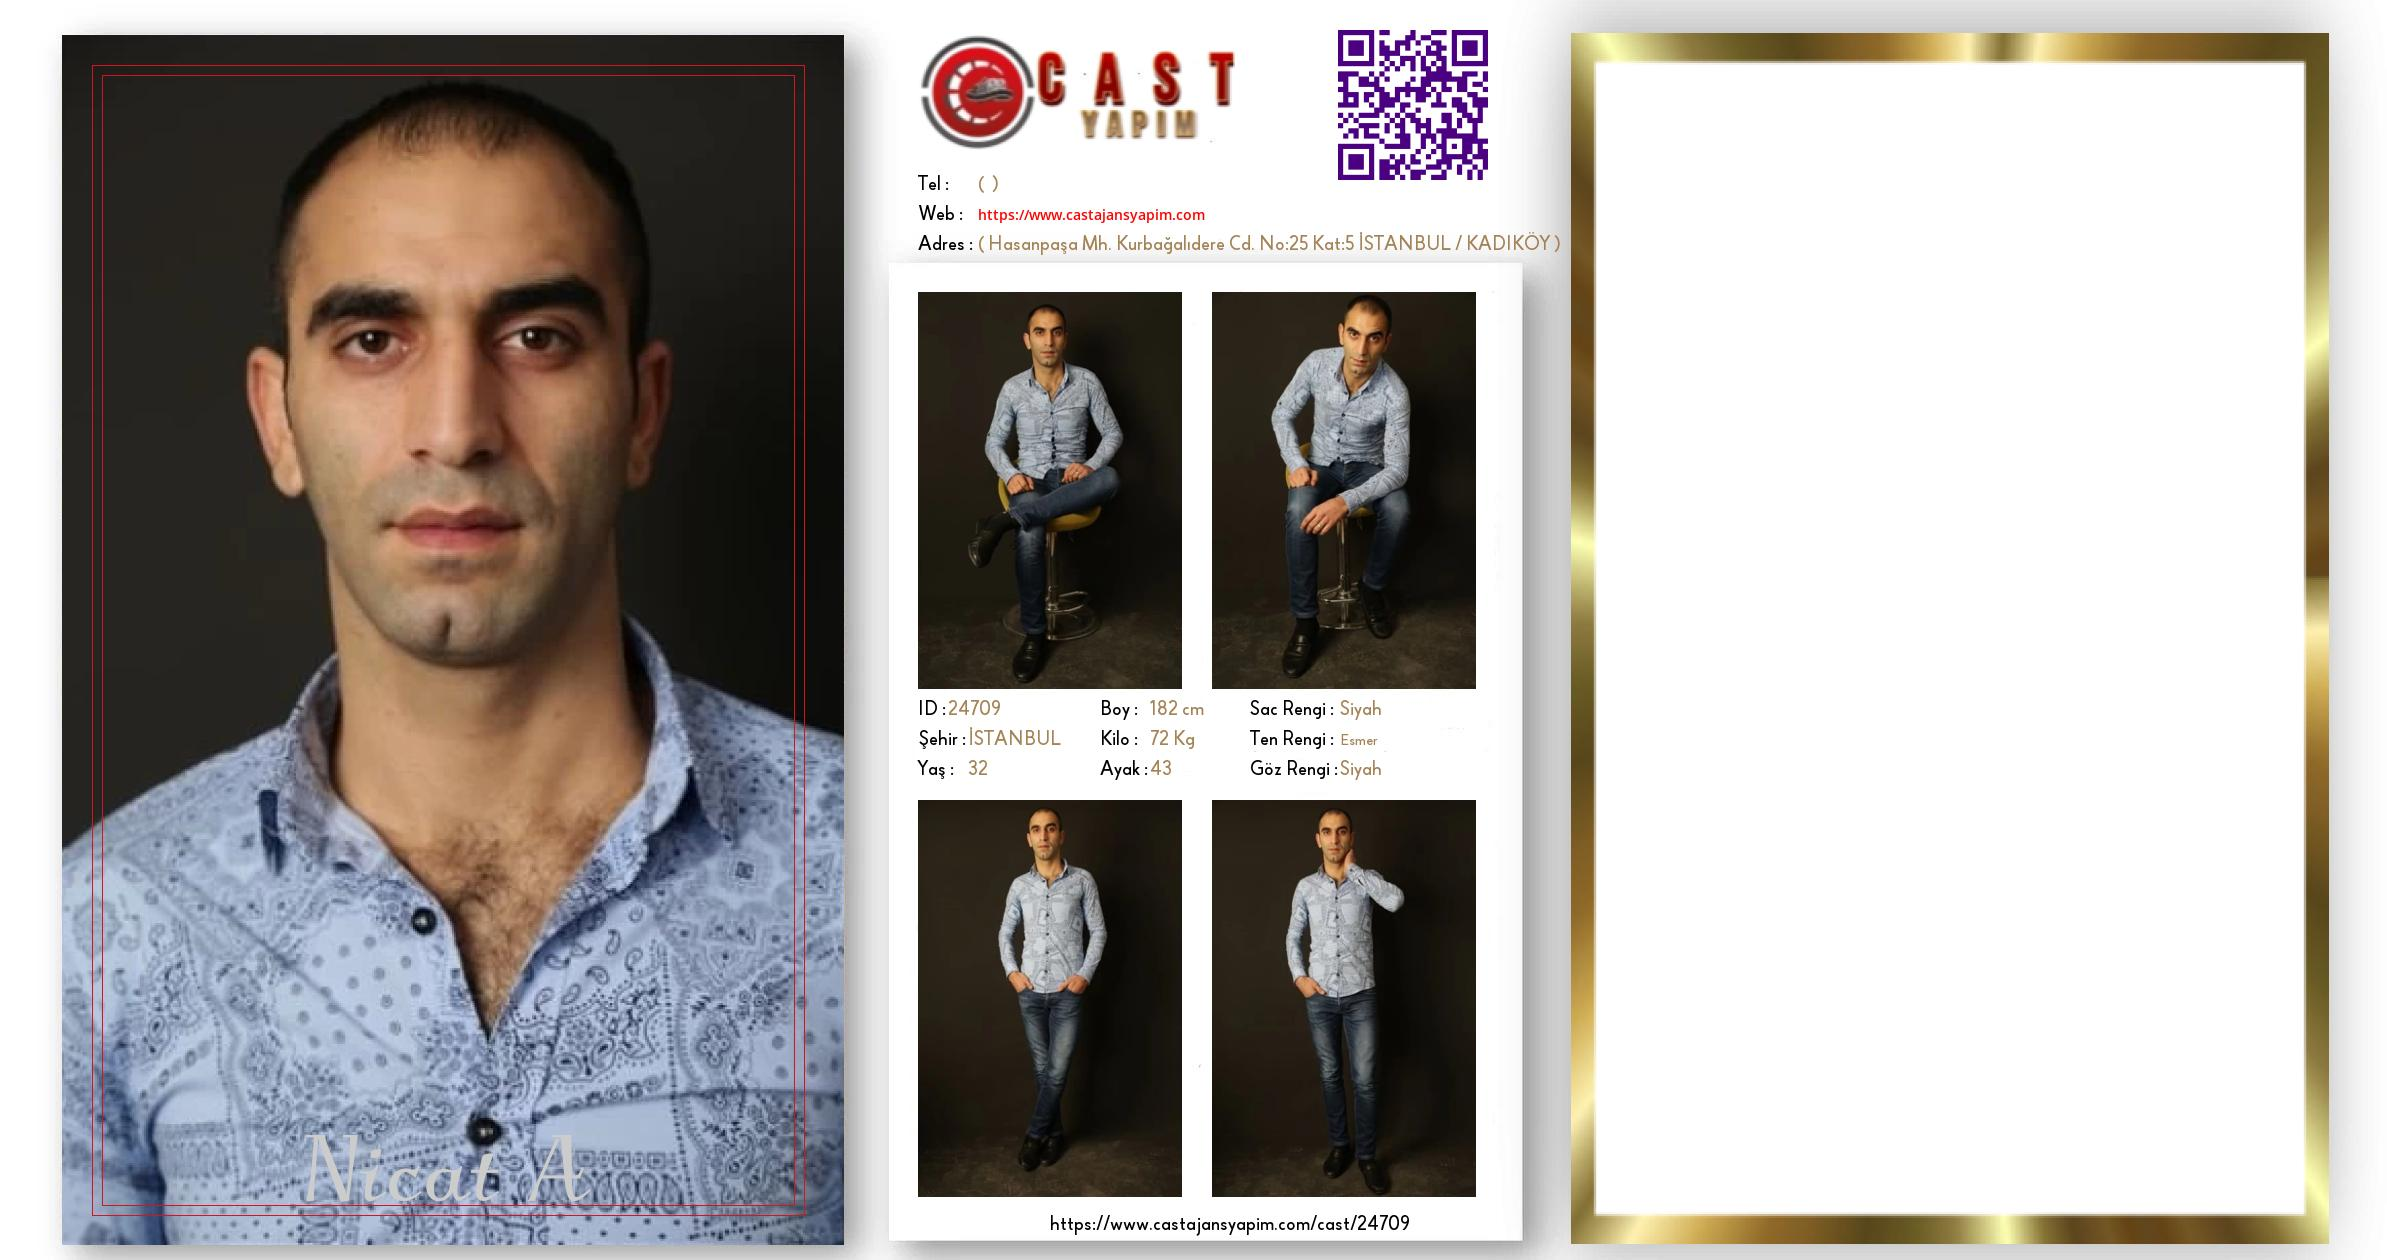 Nicat A
CAST
YAPIM
Tel : ( )
Web : https://www.castajansyapim.com
Adres : ( Hasanpaşa Mh. Kurbağalıdere Cd. No:25 Kat:5 İSTANBUL / KADIKÖY )
ID : 24709 Boy : 182 cm Sac Rengi : Siyah
Şehir : İSTANBUL Kilo : 72 Kg Ten Rengi : Esmer
Yaş : 32 Ayak : 43 Göz Rengi : Siyah
https://www.castajansyapim.com/cast/24709